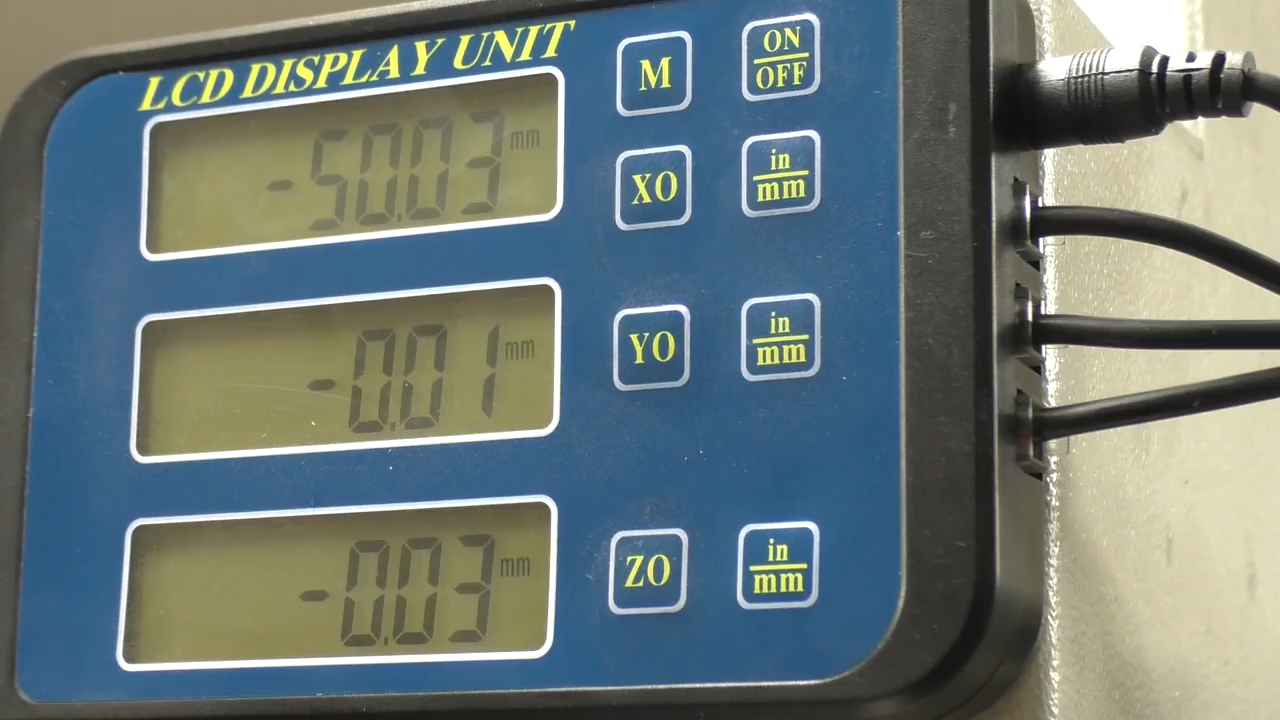 LCD DISPLAY UNIT
M
ON
OFF
-50.03 mm
XO
in
mm
-0.01 mm
YO
in
mm
-0.03 mm
ZO
in
mm